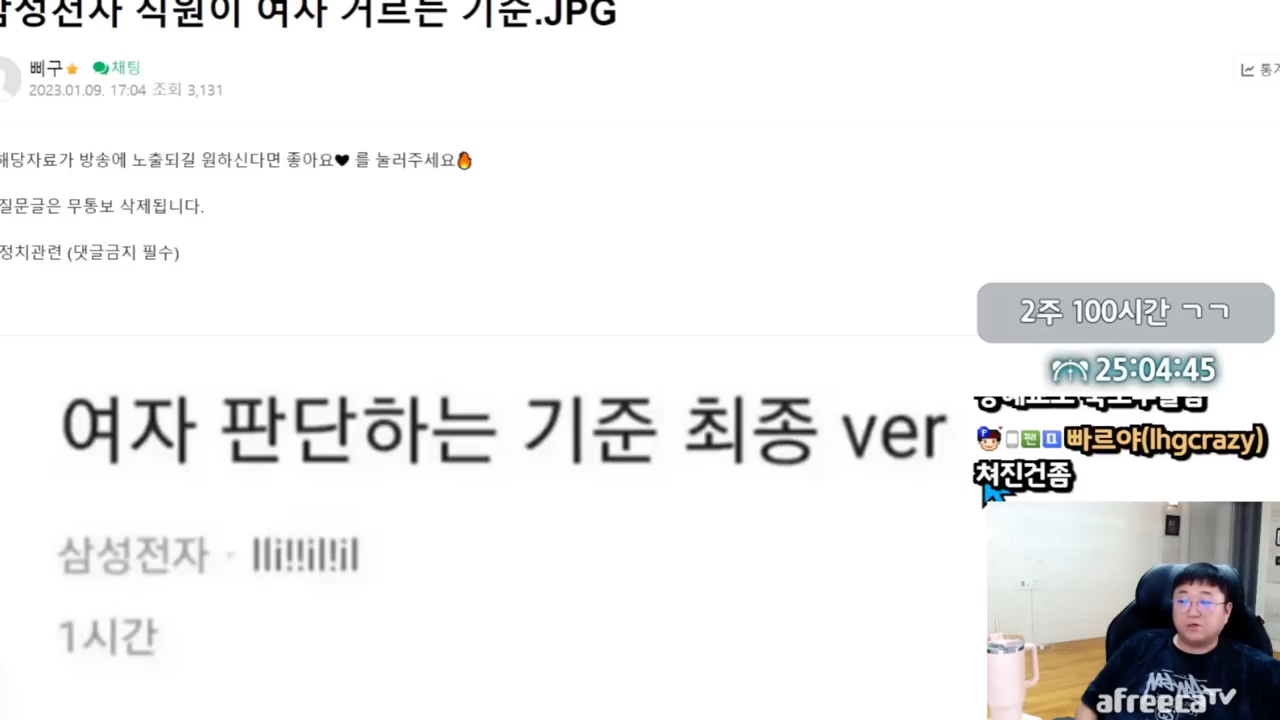 삼성전자 직원이 여자 거르는 기준.JPG
삐구 채팅
2023.01.09. 17:04 조회 3,131
해당자료가 방송에 노출되길 원하신다면 좋아요🖤 를 눌러주세요🔥
질문글은 무통보 삭제됩니다.
정치관련 (댓글금지 필수)
2주 100시간 ㄱㄱ
25:04:45
빠르야(lhgcrazy)
쳐진건좀
여자 판단하는 기준 최종 ver
삼성전자 · lli!!il!il
1시간
afreecaTV